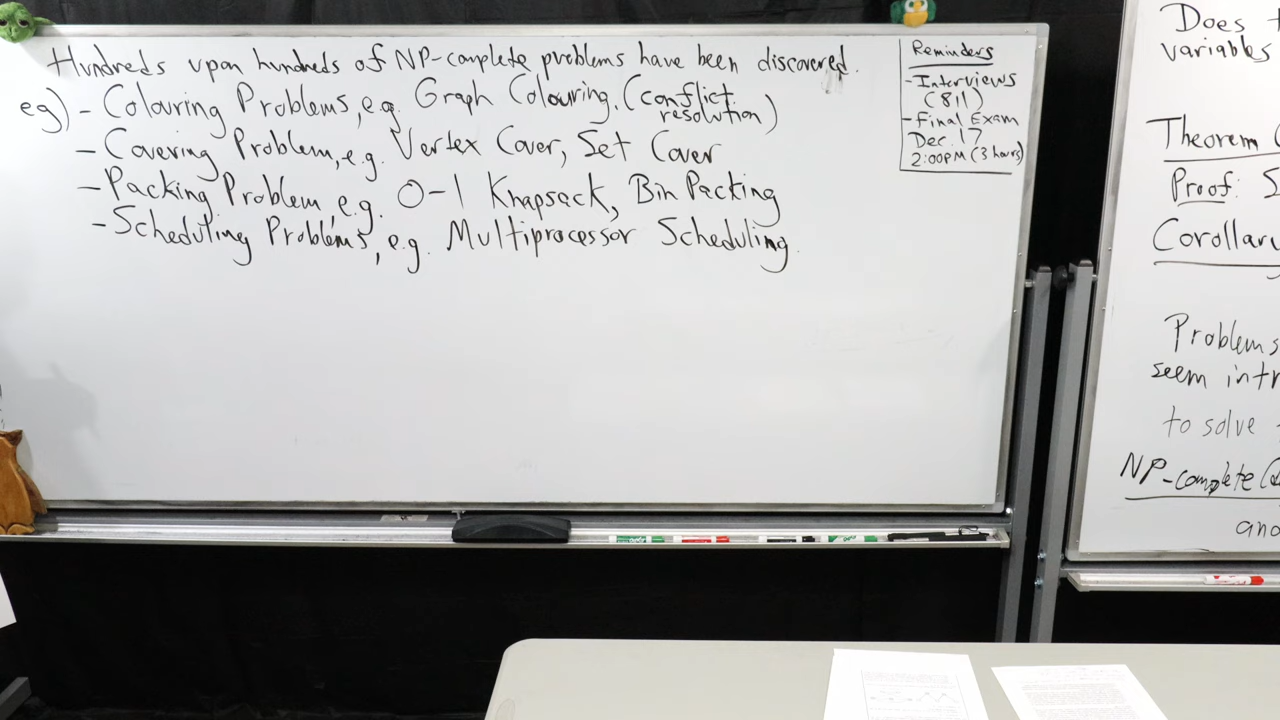 Hundreds upon hundreds of NP-complete problems have been discovered.
eg) - Colouring Problems, e.g. Graph Colouring. (conflict
resolution)
- Covering Problem, e.g. Vertex Cover, Set Cover
- Packing Problem, e.g. 0-1 Knapsack, Bin Packing
- Scheduling Problems, e.g. Multiprocessor Scheduling.
Reminders
- Interviews
(811)
- Final Exam
Dec. 17
2:00PM (3 hours)
Does
variables
Theorem
Proof:
Corollary
Problems
seem
to solve
NP-complete